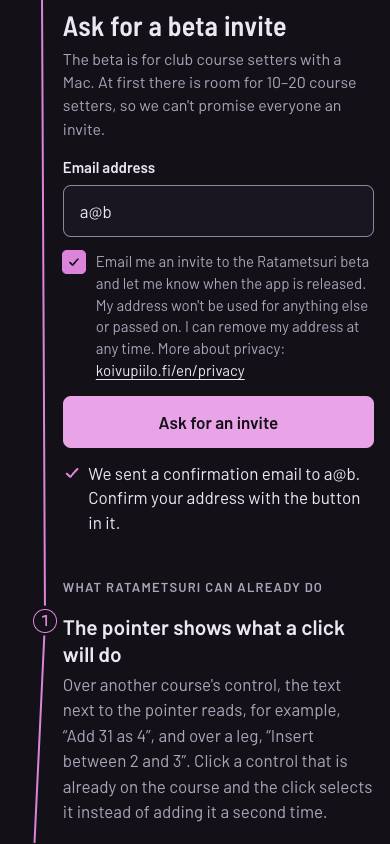 Ask for a beta invite
The beta is for club course setters with a
Mac. At first there is room for 10–20 course
setters, so we can't promise everyone an
invite.
Email address
a@b
Email me an invite to the Ratametsuri beta
and let me know when the app is released.
My address won't be used for anything else
or passed on. I can remove my address at
any time. More about privacy:
koivupiilo.fi/en/privacy
Ask for an invite
We sent a confirmation email to a@b.
Confirm your address with the button
in it.
WHAT RATAMETSURI CAN ALREADY DO
1
The pointer shows what a click
will do
Over another course's control, the text
next to the pointer reads, for example,
“Add 31 as 4”, and over a leg, “Insert
between 2 and 3”. Click a control that is
already on the course and the click selects
it instead of adding it a second time.